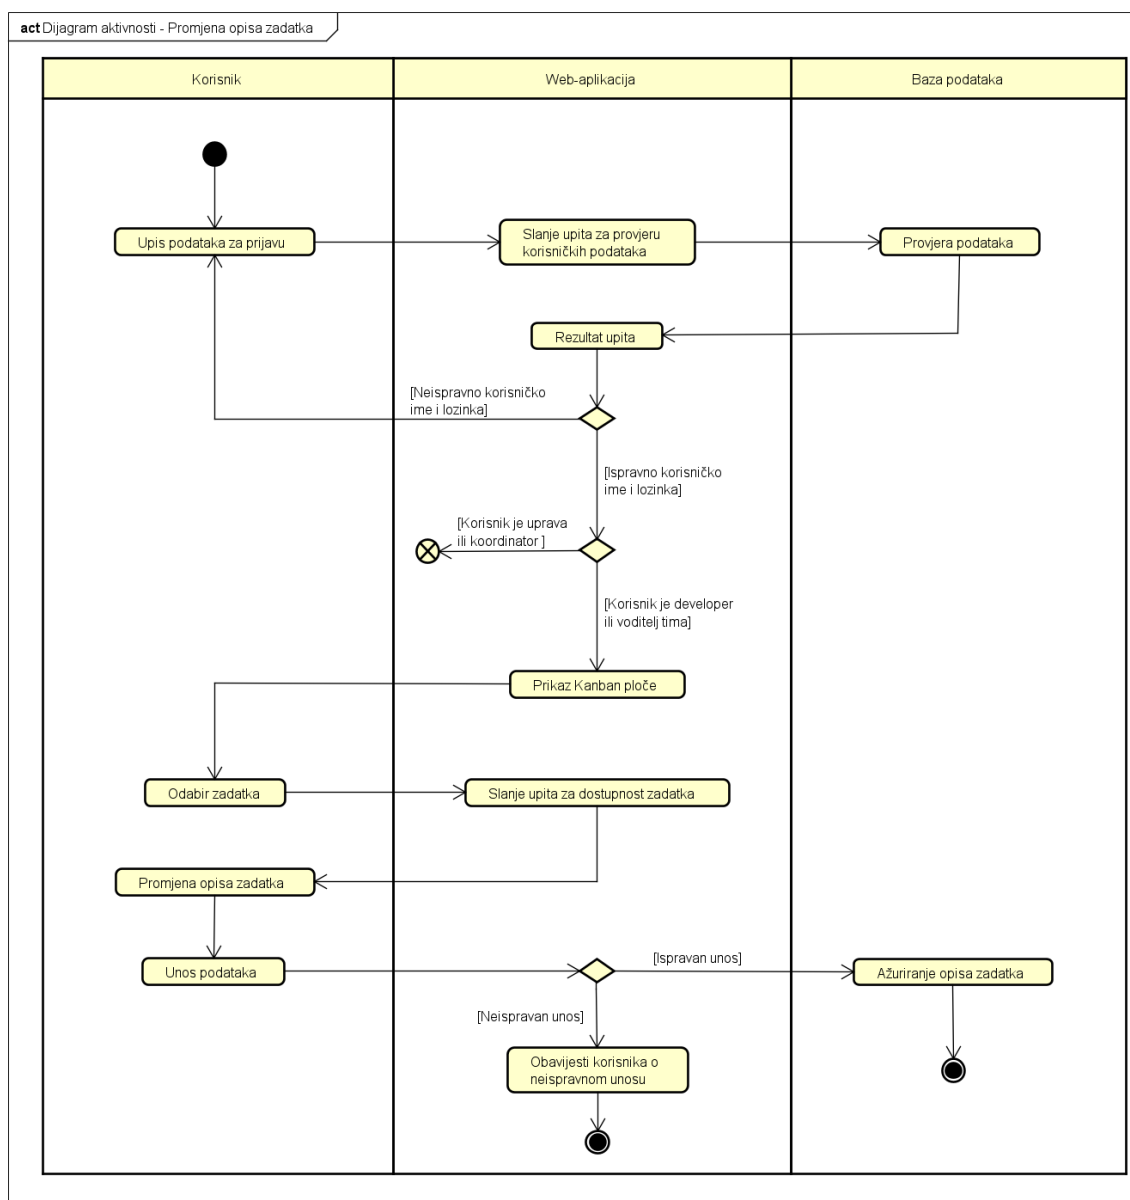 act Dijagram aktivnosti - Promjena opisa zadatka
Korisnik
Web-aplikacija
Baza podataka
Upis podataka za prijavu
Slanje upita za provjeru
korisničkih podataka
Provjera podataka
Rezultat upita
[Neispravno korisničko
ime i lozinka]
[Ispravno korisničko
ime i lozinka]
[Korisnik je uprava
ili koordinator ]
[Korisnik je developer
ili voditelj tima]
Prikaz Kanban ploče
Odabir zadatka
Slanje upita za dostupnost zadatka
Promjena opisa zadatka
Unos podataka
[Ispravan unos]
Ažuriranje opisa zadatka
[Neispravan unos]
Obavijesti korisnika o
neispravnom unosu